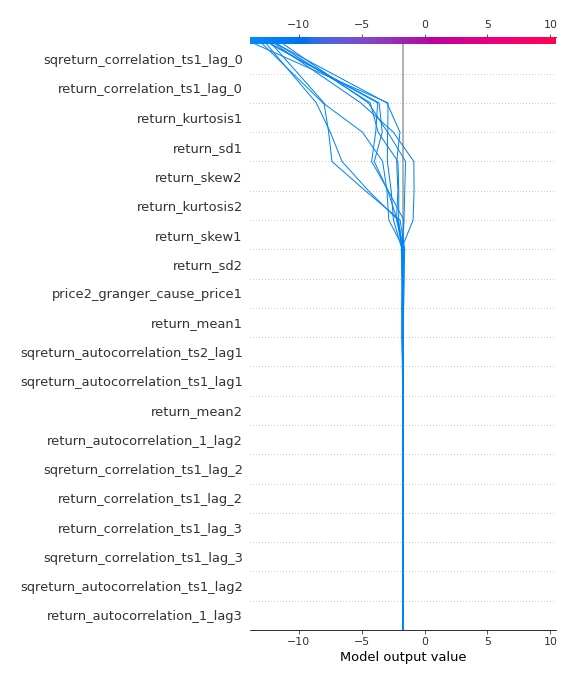 −10 −5 0 5 10
sqreturn_correlation_ts1_lag_0
return_correlation_ts1_lag_0
return_kurtosis1
return_sd1
return_skew2
return_kurtosis2
return_skew1
return_sd2
price2_granger_cause_price1
return_mean1
sqreturn_autocorrelation_ts2_lag1
sqreturn_autocorrelation_ts1_lag1
return_mean2
return_autocorrelation_1_lag2
sqreturn_correlation_ts1_lag_2
return_correlation_ts1_lag_2
return_correlation_ts1_lag_3
sqreturn_correlation_ts1_lag_3
sqreturn_autocorrelation_ts1_lag2
return_autocorrelation_1_lag3
−10 −5 0 5 10
Model output value